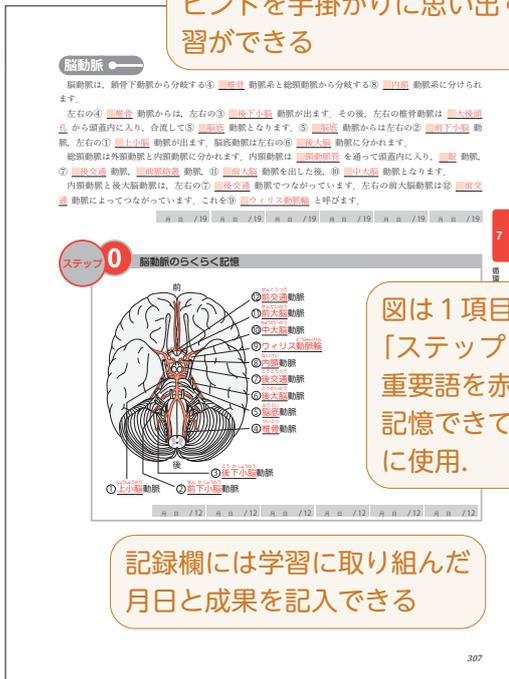 ヒントを手掛かりに思い出す
習ができる
脳動脈
脳動脈は，鎖骨下動脈から分岐する④ 椎骨 動脈系と総頸動脈から分岐する⑧ 内頸 動脈系に分けられ
ます．
左右の④ 椎骨 動脈からは，左右の③ 後下小脳 動脈が出ます．その後，左右の椎骨動脈は 大後頭
孔 から頭蓋内に入り，合流して⑤ 脳底 動脈となります．⑤ 脳底 動脈からは左右の② 前下小脳 動
脈，左右の① 上小脳 動脈が出ます．脳底動脈は左右の⑥ 後大脳 動脈に分かれます．
総頸動脈は外頸動脈と内頸動脈に分かれます．内頸動脈は 頸動脈管 を通って頭蓋内に入り， 眼 動脈，
⑦ 後交通 動脈， 前脈絡叢 動脈，⑪ 前大脳 動脈を出した後，⑩ 中大脳 動脈となります．
内頸動脈と後大脳動脈は，左右の⑦ 後交通 動脈でつながっています．左右の前大脳動脈は⑫ 前交
通 動脈によってつながっています．これを⑨ ウィリス動脈輪 と呼びます．
月 日 /19 月 日 /19 月 日 /19 月 日 /19 月 日 /19 月 日 /19
7
循環
ステップ 0 脳動脈のらくらく記憶
前
⑫前交通動脈
⑪前大脳動脈
⑩中大脳動脈
⑨ウィリス動脈輪
⑧内頸動脈
⑦後交通動脈
⑥後大脳動脈
⑤脳底動脈
④椎骨動脈
後
③後下小脳動脈
①上小脳動脈 ②前下小脳動脈
月 日 /12 月 日 /12 月 日 /12 月 日 /12 月 日 /12 月 日 /12
図は１項目
「ステップ
重要語を赤
記憶できて
に使用．
記録欄には学習に取り組んだ
月日と成果を記入できる
307